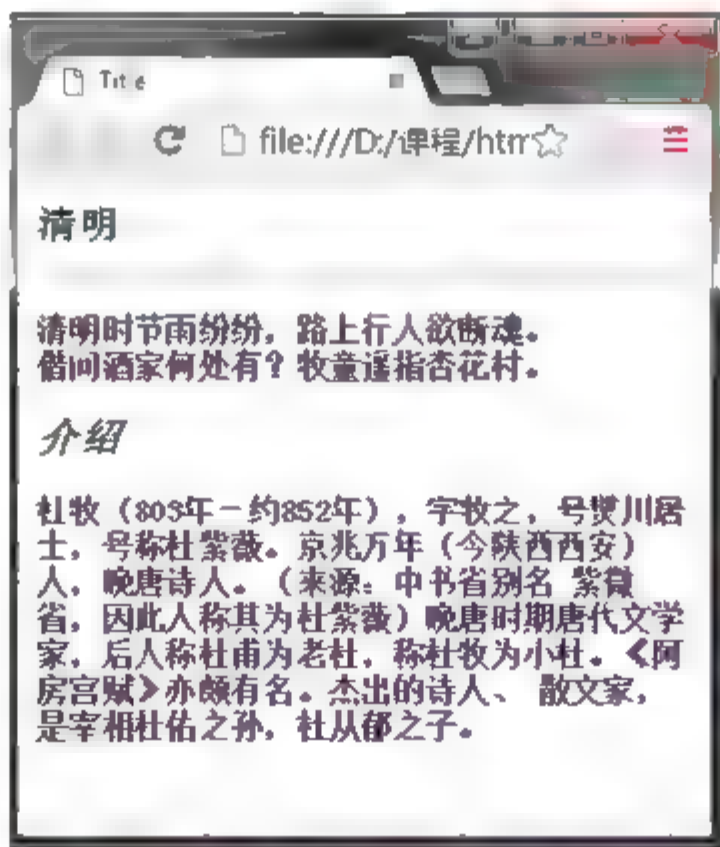 Title
file:///D:/课程/htm
清明
清明时节雨纷纷，路上行人欲断魂。
借问酒家何处有？牧童遥指杏花村。
介绍
杜牧（803年－约852年），字牧之，号樊川居
士，号称杜紫薇。京兆万年（今陕西西安）
人，晚唐诗人。（来源：中书省别名 紫微
省，因此人称其为杜紫薇）晚唐时期唐代文学
家，后人称杜甫为老杜，称杜牧为小杜。《阿
房宫赋》亦颇有名。杰出的诗人、 散文家，
是宰相杜佑之孙，杜从郁之子。